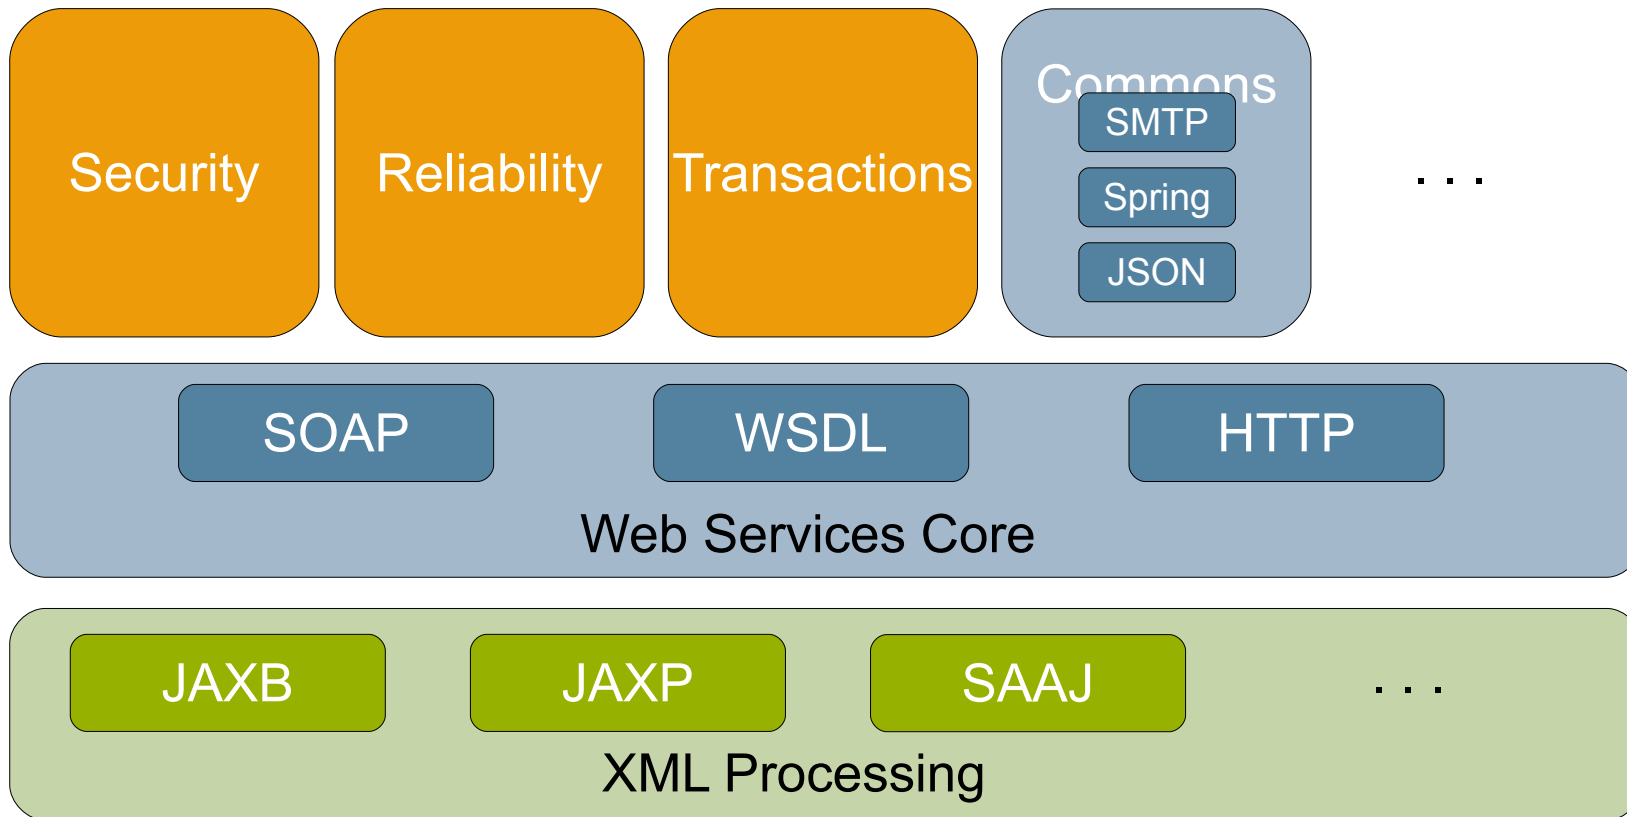 Commons
SMTP
Security Reliability Transactions
Spring
. . .
JSON
SOAP WSDL HTTP
Web Services Core
JAXB JAXP SAAJ . . .
XML Processing